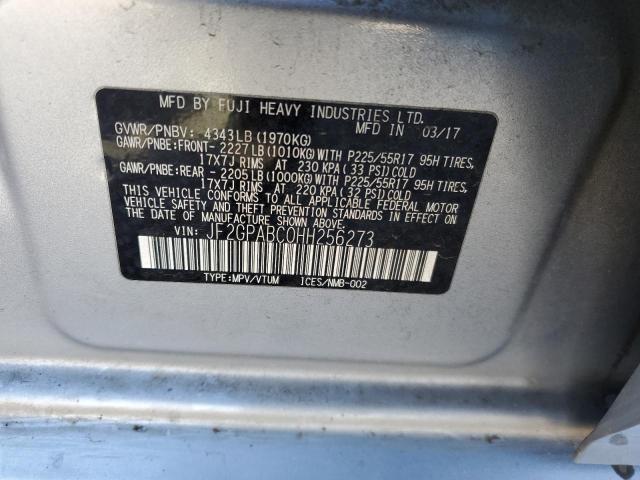 MFD BY FUJI HEAVY INDUSTRIES LTD.
GVWR/PNBV: 4343LB (1970KG) MFD IN 03/17
GAWR/PNBE:FRONT- 2227LB (1010KG) WITH P225/55R17 95H TIRES,
17X7J RIMS AT 230 KPA (33 PSI) COLD
GAWR/PNBE:REAR - 2205LB (1000KG) WITH P225/55R17 95H TIRES,
17X7J RIMS AT 220 KPA (32 PSI) COLD
THIS VEHICLE CONFORMS TO ALL APPLICABLE FEDERAL MOTOR
VEHICLE SAFETY AND THEFT PREVENTION STANDARDS IN EFFECT ON
THE DATE OF MANUFACTURE SHOWN ABOVE.
VIN: JF2GPABC0HH256273
TYPE:MPV/VTUM ICES/NMB-002